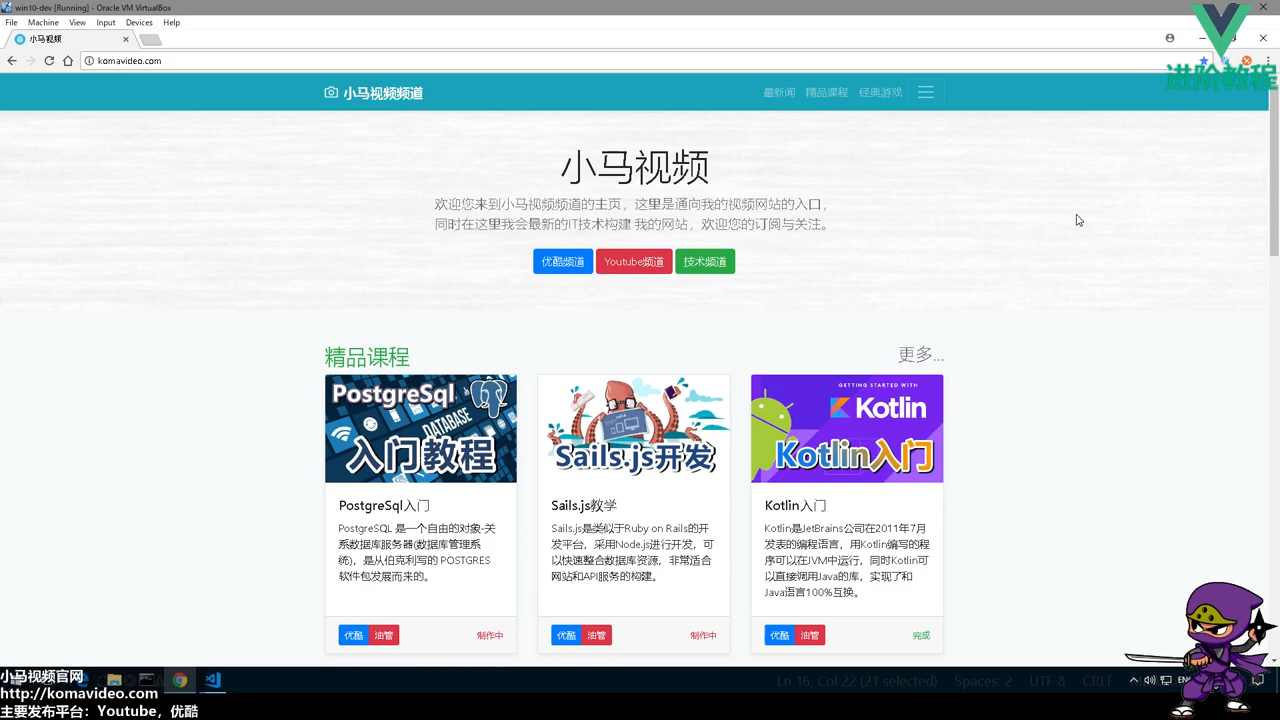 win10-dev [Running] - Oracle VM VirtualBox
File Machine View Input Devices Help
小马视频
komavideo.com
进阶教程
小马视频频道
最新闻 精品课程 经典游戏
小马视频
欢迎您来到小马视频频道的主页，这里是通向我的视频网站的入口，
同时在这里我会最新的IT技术构建 我的网站，欢迎您的订阅与关注。
优酷频道 Youtube频道 技术频道
精品课程
更多...
PostgreSql
DATABASE
入门教程
PostgreSql入门
PostgreSQL 是一个自由的对象-关
系数据库服务器(数据库管理系
统)，是从伯克利写的 POSTGRES
软件包发展而来的。
优酷 油管 制作中
Sails.js开发
Sails.js教学
Sails.js是类似于Ruby on Rails的开
发平台，采用Node.js进行开发，可
以快速整合数据库资源，非常适合
网站和API服务的构建。
优酷 油管 制作中
GETTING STARTED WITH
Kotlin
Kotlin入门
Kotlin入门
Kotlin是JetBrains公司在2011年7月
发表的编程语言，用Kotlin编写的程
序可以在JVM中运行，同时Kotlin可
以直接调用Java的库，实现了和
Java语言100%互换。
优酷 油管 完成
小马视频官网
http://komavideo.com
主要发布平台：Youtube，优酷
Ln 16, Col 22 (21 selected) Spaces: 2 UTF-8 CRLF